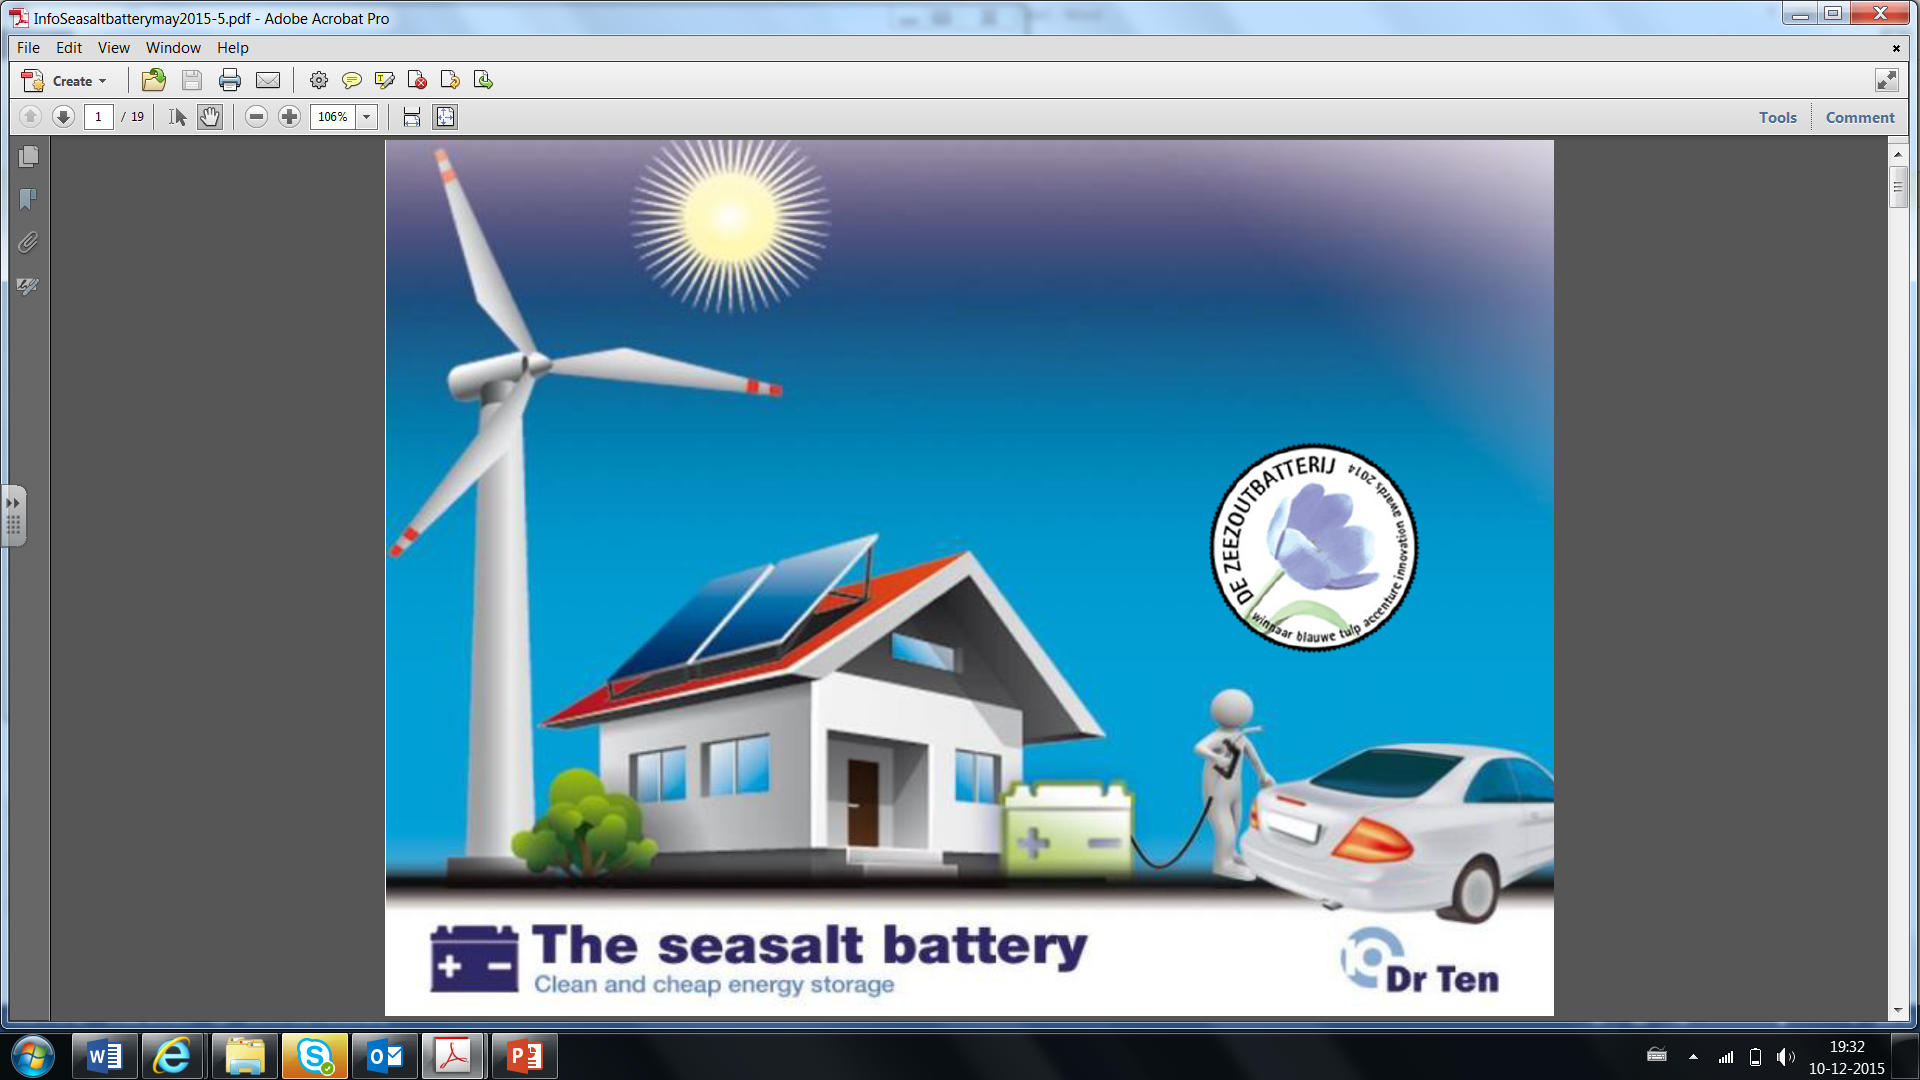 InfoSeasaltbatterymay2015-5.pdf - Adobe Acrobat Pro
File Edit View Window Help
Create
1 / 19 106% Tools Comment
DE ZEEZOUTBATTERIJ
winnaar blauwe tulp accenture innovation awards 2014
The seasalt battery
Clean and cheap energy storage
10
Dr Ten
19:32
10-12-2015